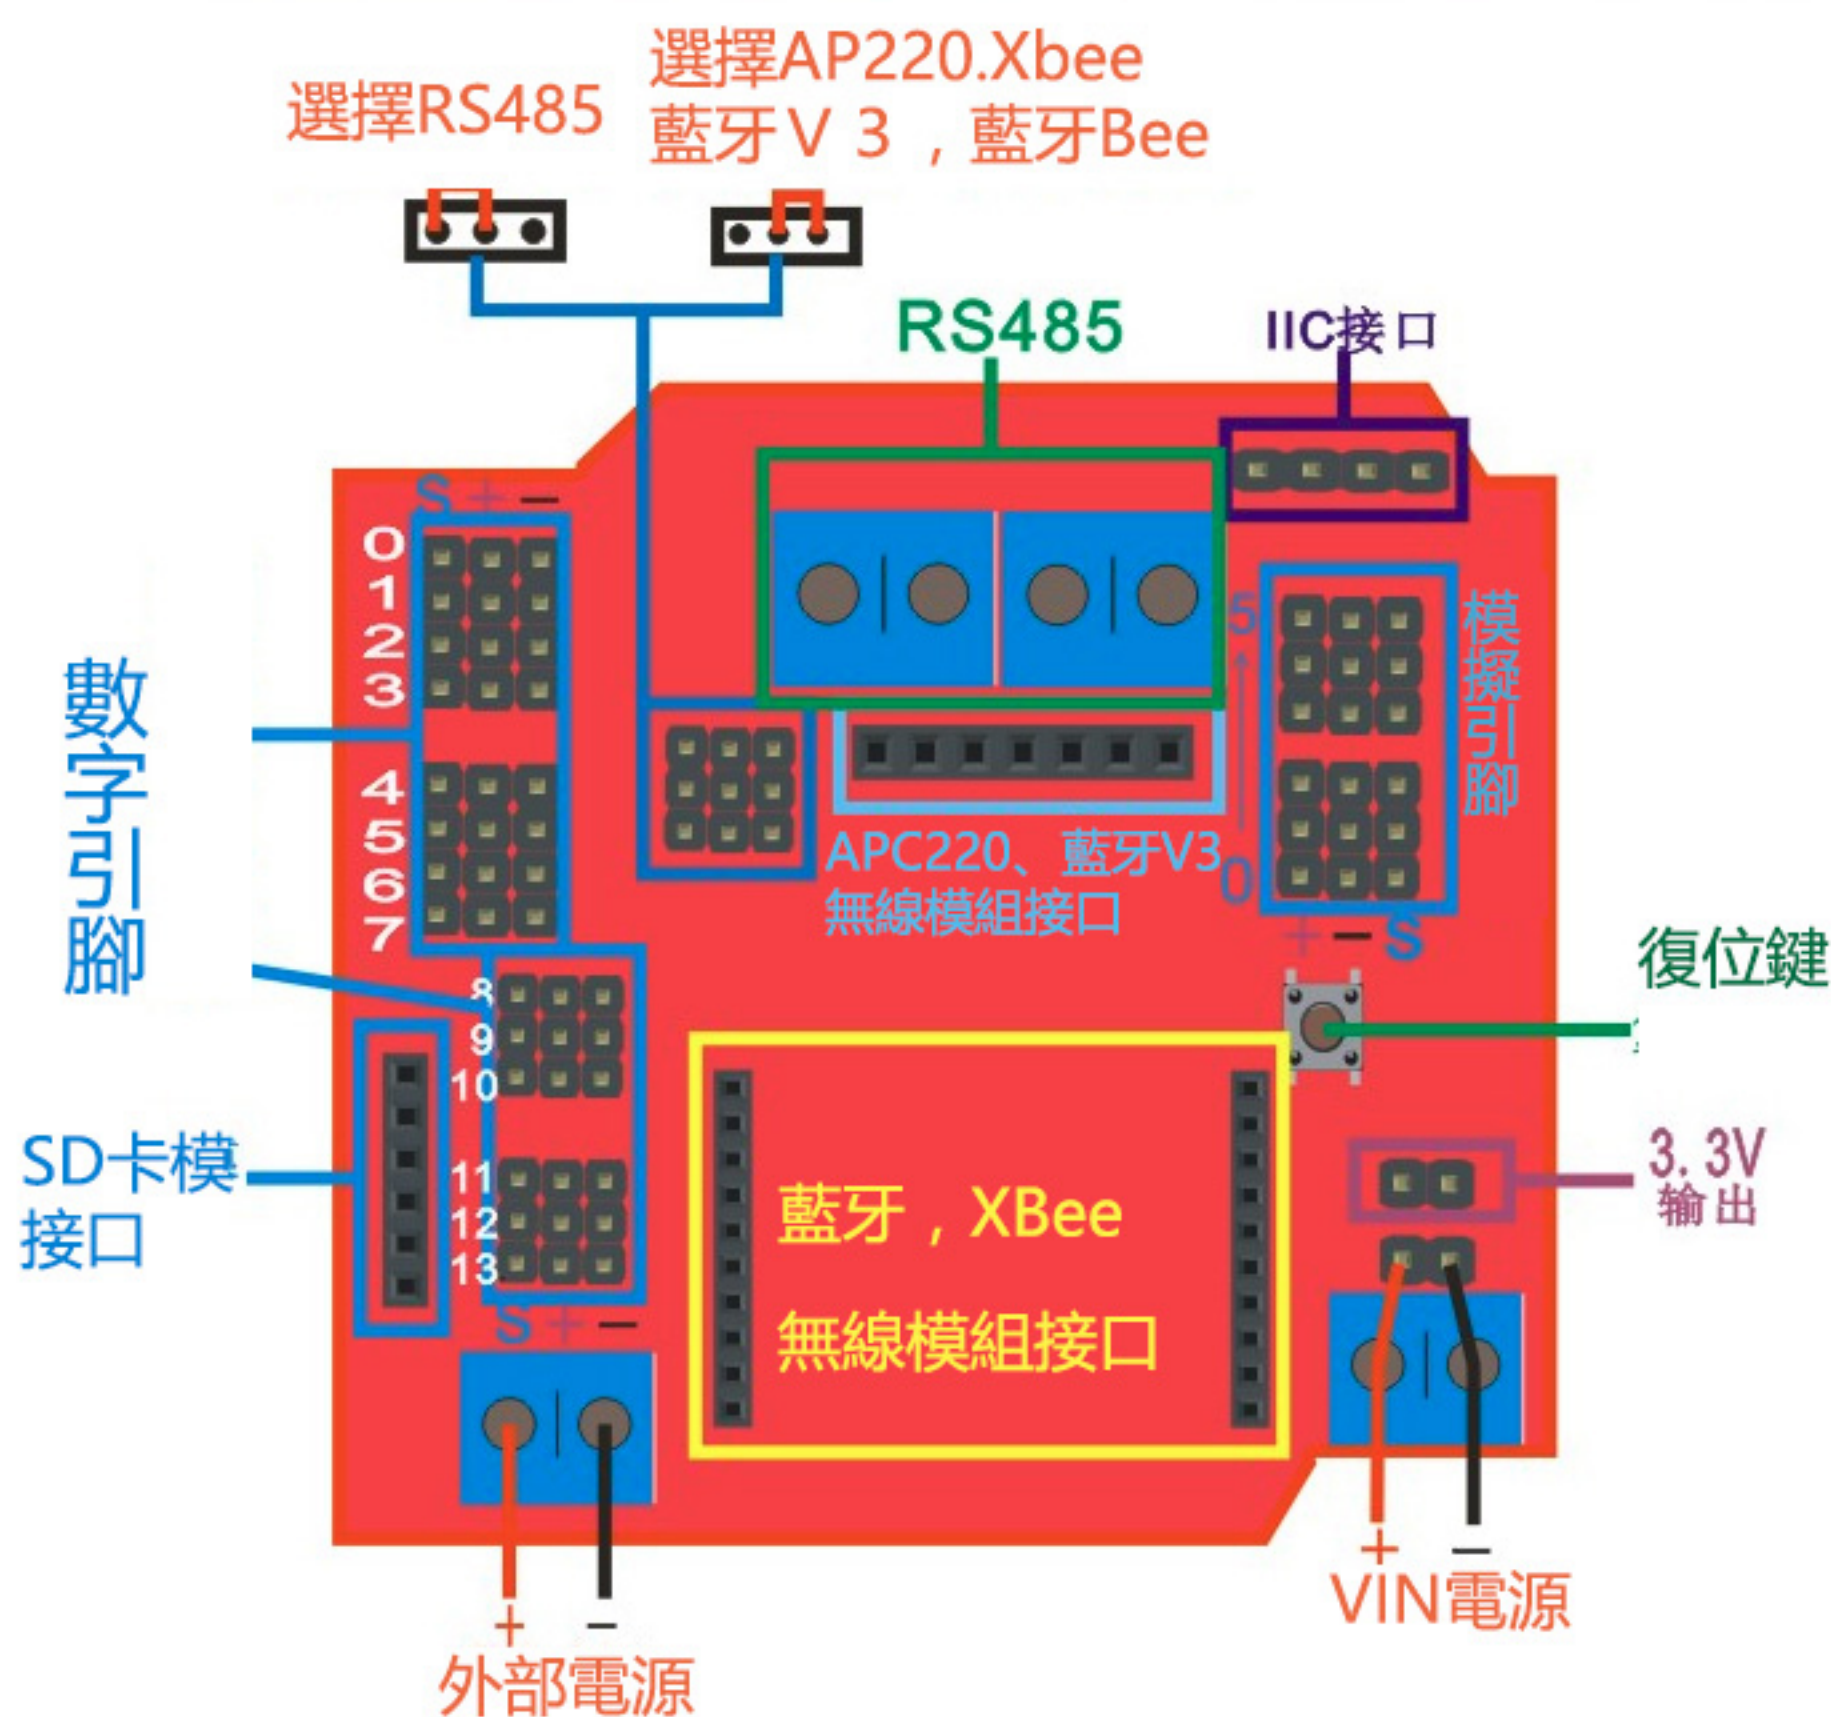 選擇RS485
選擇AP220.Xbee
藍牙V 3 ,藍牙Bee
RS485
IIC接口
S + −
0
1
2
3
4
5
6
7
數字引腳
8
9
10
11
12
13
S + −
SD卡模
接口
APC220、藍牙V3
無線模組接口
5
0
模擬引腳
+ − S
復位鍵
藍牙,XBee
無線模組接口
3.3V
输出
+ −
VIN電源
+ −
外部電源